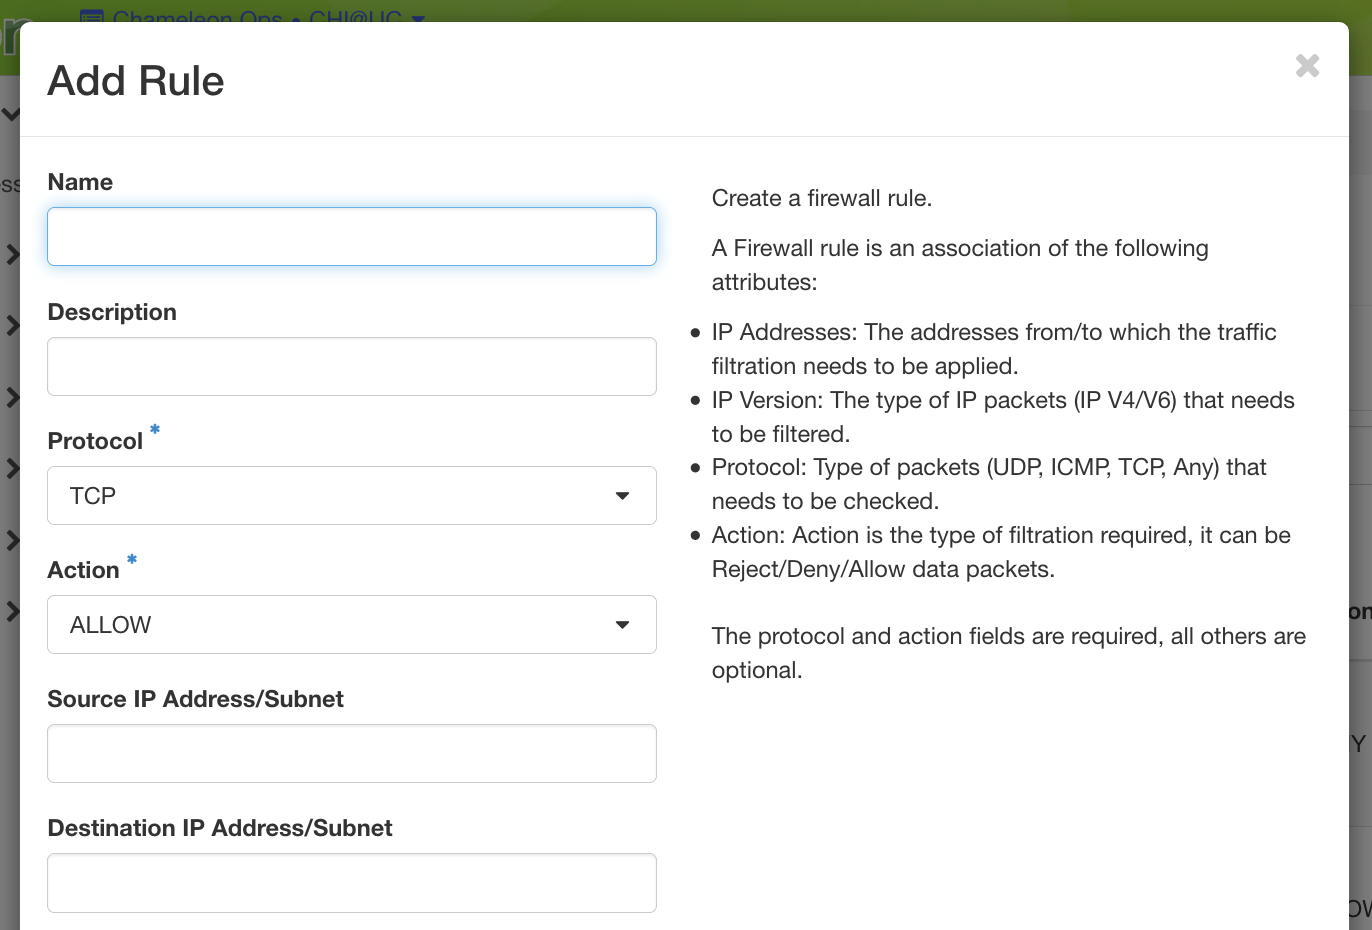 Chameleon Ops • CHI@UC
Add Rule
Name
Description
Protocol *
TCP
Action *
ALLOW
Source IP Address/Subnet
Destination IP Address/Subnet
Create a firewall rule.
A Firewall rule is an association of the following
attributes:
• IP Addresses: The addresses from/to which the traffic
filtration needs to be applied.
• IP Version: The type of IP packets (IP V4/V6) that needs
to be filtered.
• Protocol: Type of packets (UDP, ICMP, TCP, Any) that
needs to be checked.
• Action: Action is the type of filtration required, it can be
Reject/Deny/Allow data packets.
The protocol and action fields are required, all others are
optional.